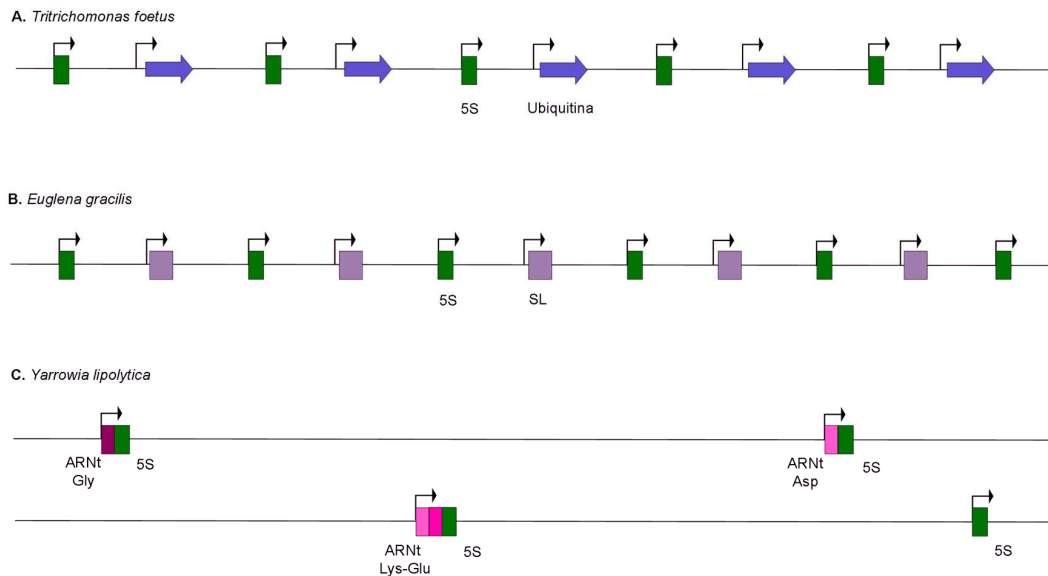 A. Tritrichomonas foetus
5S
Ubiquitina
B. Euglena gracilis
5S
SL
C. Yarrowia lipolytica
ARNt
Gly
5S
ARNt
Asp
5S
ARNt
Lys-Glu
5S
5S